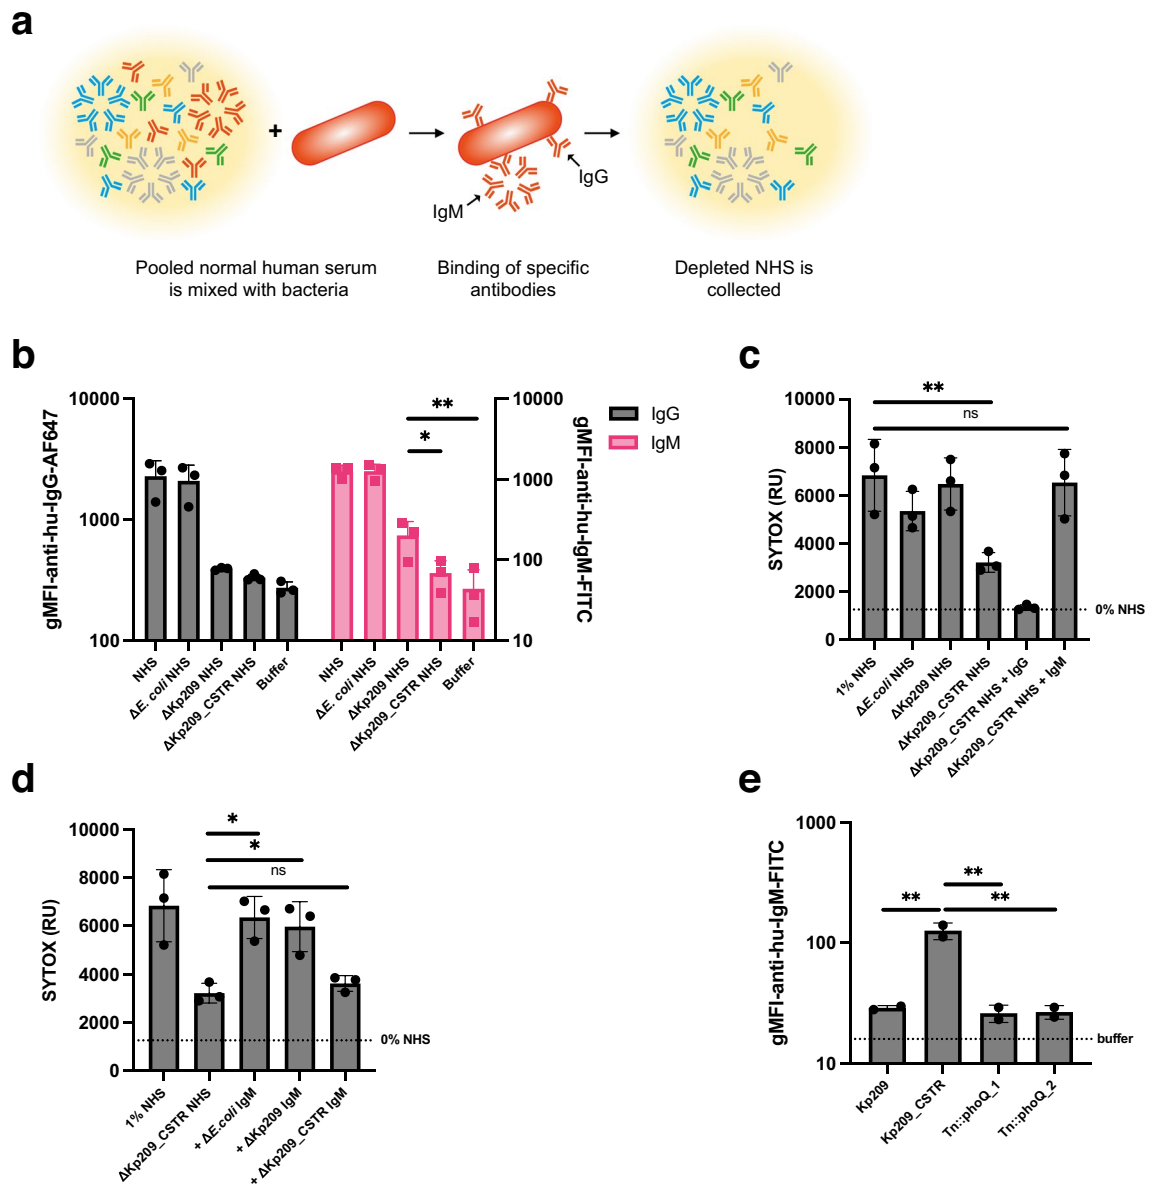 a
+
IgG
IgM
Pooled normal human serum
is mixed with bacteria
Binding of specific
antibodies
Depleted NHS is
collected
b
gMFI-anti-hu-IgG-AF647
10000
1000
100
NHS
ΔE. coli NHS
ΔKp209 NHS
ΔKp209_CSTR NHS
Buffer
NHS
ΔE. coli NHS
ΔKp209 NHS
ΔKp209_CSTR NHS
Buffer
**
*
10000
1000
100
10
gMFI-anti-hu-IgM-FITC
IgG
IgM
c
SYTOX (RU)
10000
8000
6000
4000
2000
0
**
ns
0% NHS
1% NHS
ΔE.coli NHS
ΔKp209 NHS
ΔKp209_CSTR NHS
ΔKp209_CSTR NHS + IgG
ΔKp209_CSTR NHS + IgM
d
SYTOX (RU)
10000
8000
6000
4000
2000
0
*
*
ns
0% NHS
1% NHS
ΔKp209_CSTR NHS
+ ΔE.coli IgM
+ ΔKp209 IgM
+ ΔKp209_CSTR IgM
e
gMFI-anti-hu-IgM-FITC
1000
100
10
**
**
**
buffer
Kp209
Kp209_CSTR
Tn::phoQ_1
Tn::phoQ_2